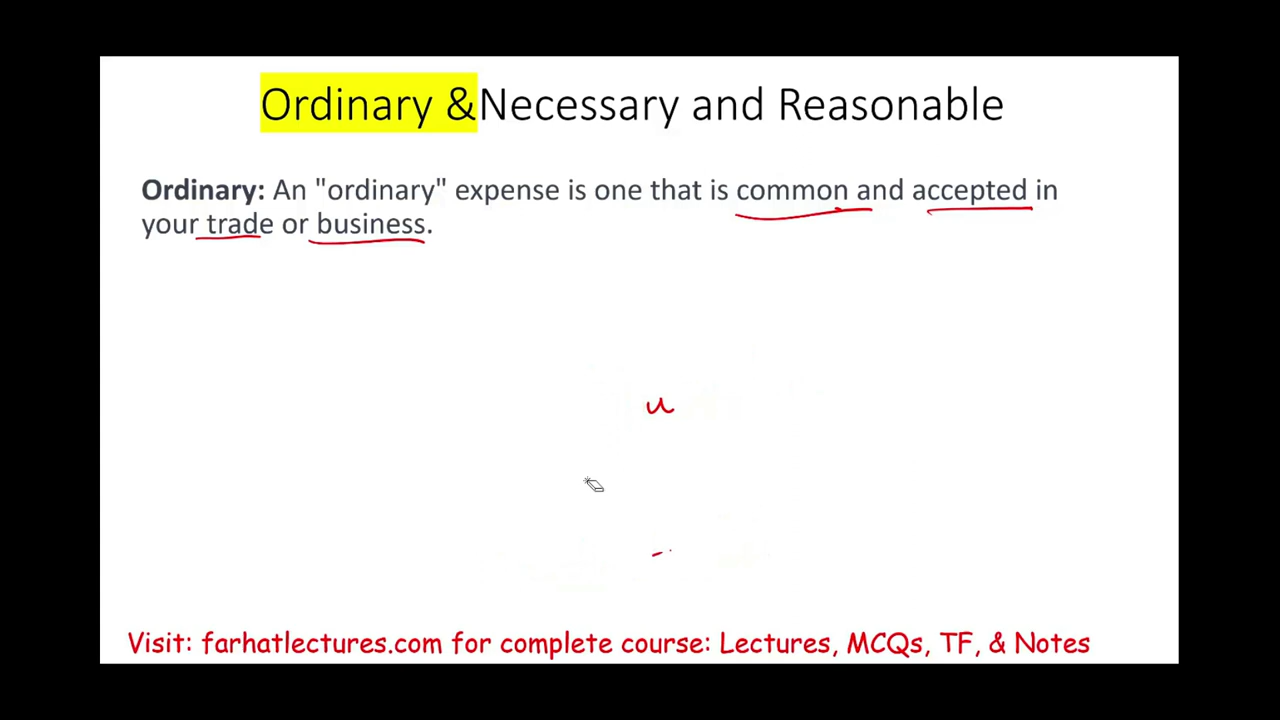 Ordinary &Necessary and Reasonable
Ordinary: An "ordinary" expense is one that is common and accepted in
your trade or business.
u
Visit: farhatlectures.com for complete course: Lectures, MCQs, TF, & Notes